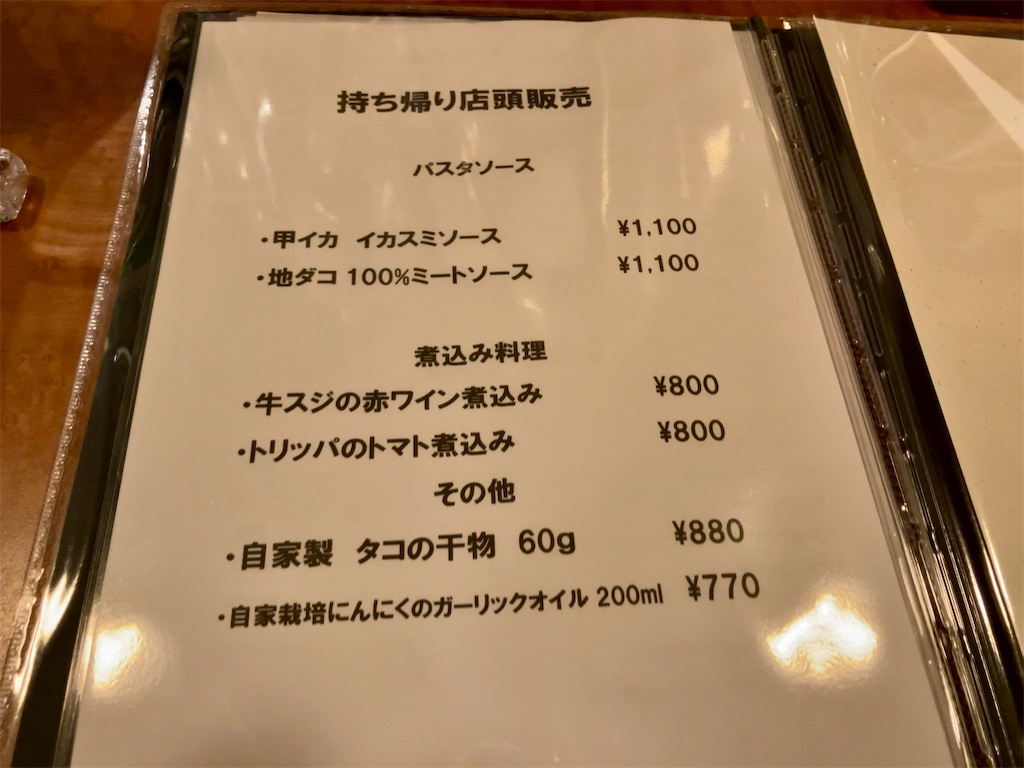 持ち帰り店頭販売
パスタソース
・甲イカ イカスミソース ¥1,100
・地ダコ 100%ミートソース ¥1,100
煮込み料理
・牛スジの赤ワイン煮込み ¥800
・トリッパのトマト煮込み ¥800
その他
・自家製 タコの干物 60g ¥880
・自家栽培にんにくのガーリックオイル 200ml ¥770